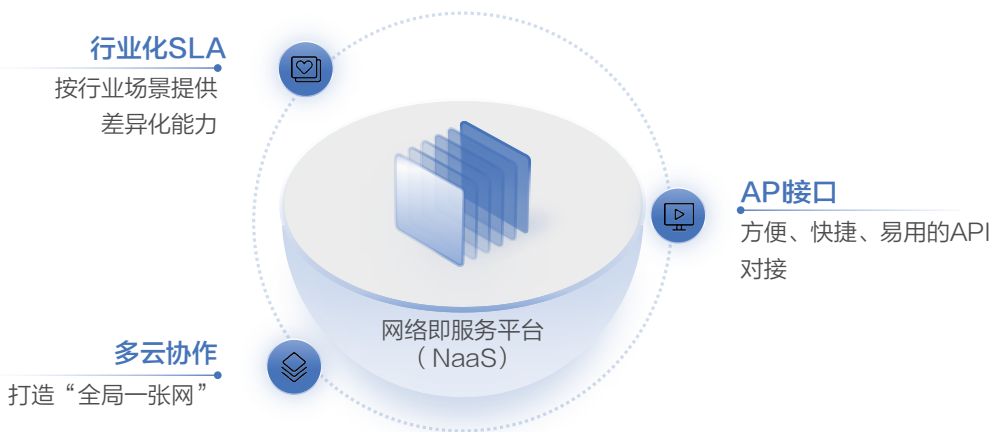 行业化SLA
按行业场景提供
差异化能力
API接口
方便、快捷、易用的API
对接
网络即服务平台
（NaaS）
多云协作
打造“全局一张网”